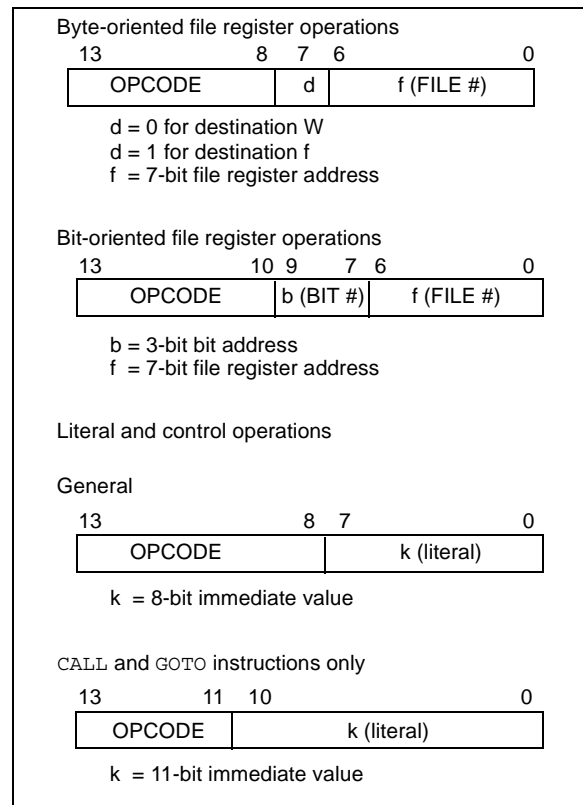 Byte-oriented file register operations
13 8 7 6 0
OPCODE d f (FILE #)
d = 0 for destination W
d = 1 for destination f
f = 7-bit file register address
Bit-oriented file register operations
13 10 9 7 6 0
OPCODE b (BIT #) f (FILE #)
b = 3-bit bit address
f = 7-bit file register address
Literal and control operations
General
13 8 7 0
OPCODE k (literal)
k = 8-bit immediate value
CALL and GOTO instructions only
13 11 10 0
OPCODE k (literal)
k = 11-bit immediate value